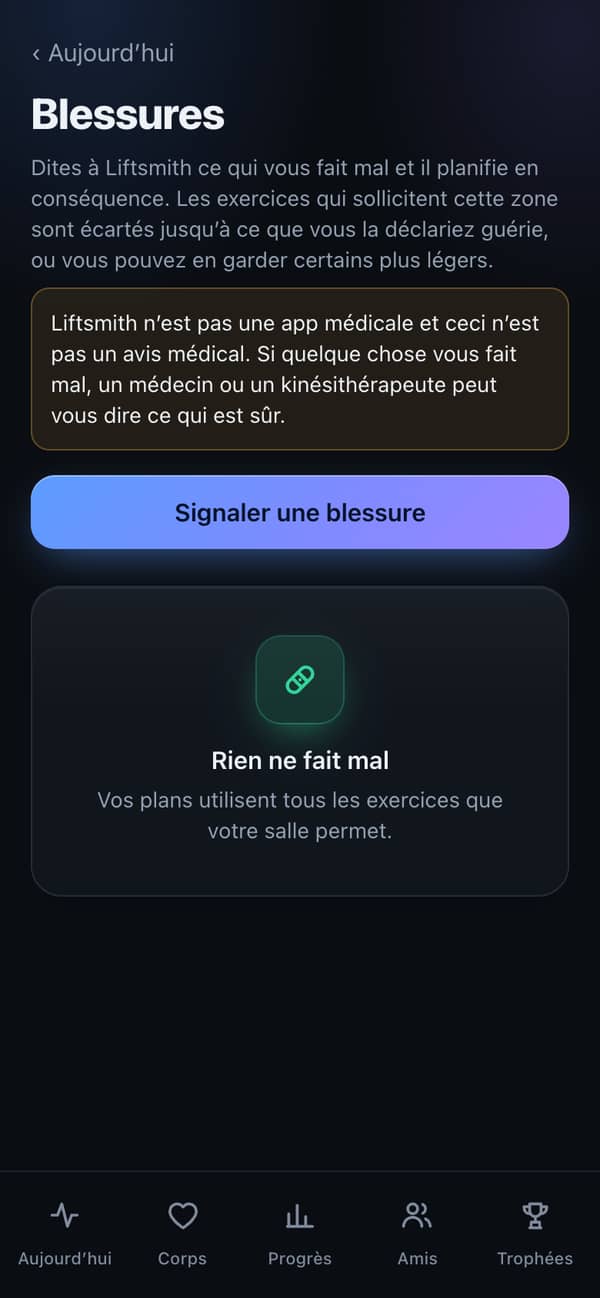 ‹ Aujourd’hui
Blessures
Dites à Liftsmith ce qui vous fait mal et il planifie en
conséquence. Les exercices qui sollicitent cette zone
sont écartés jusqu’à ce que vous la déclariez guérie,
ou vous pouvez en garder certains plus légers.
Liftsmith n’est pas une app médicale et ceci n’est
pas un avis médical. Si quelque chose vous fait
mal, un médecin ou un kinésithérapeute peut
vous dire ce qui est sûr.
Signaler une blessure
Rien ne fait mal
Vos plans utilisent tous les exercices que
votre salle permet.
Aujourd’hui
Corps
Progrès
Amis
Trophées